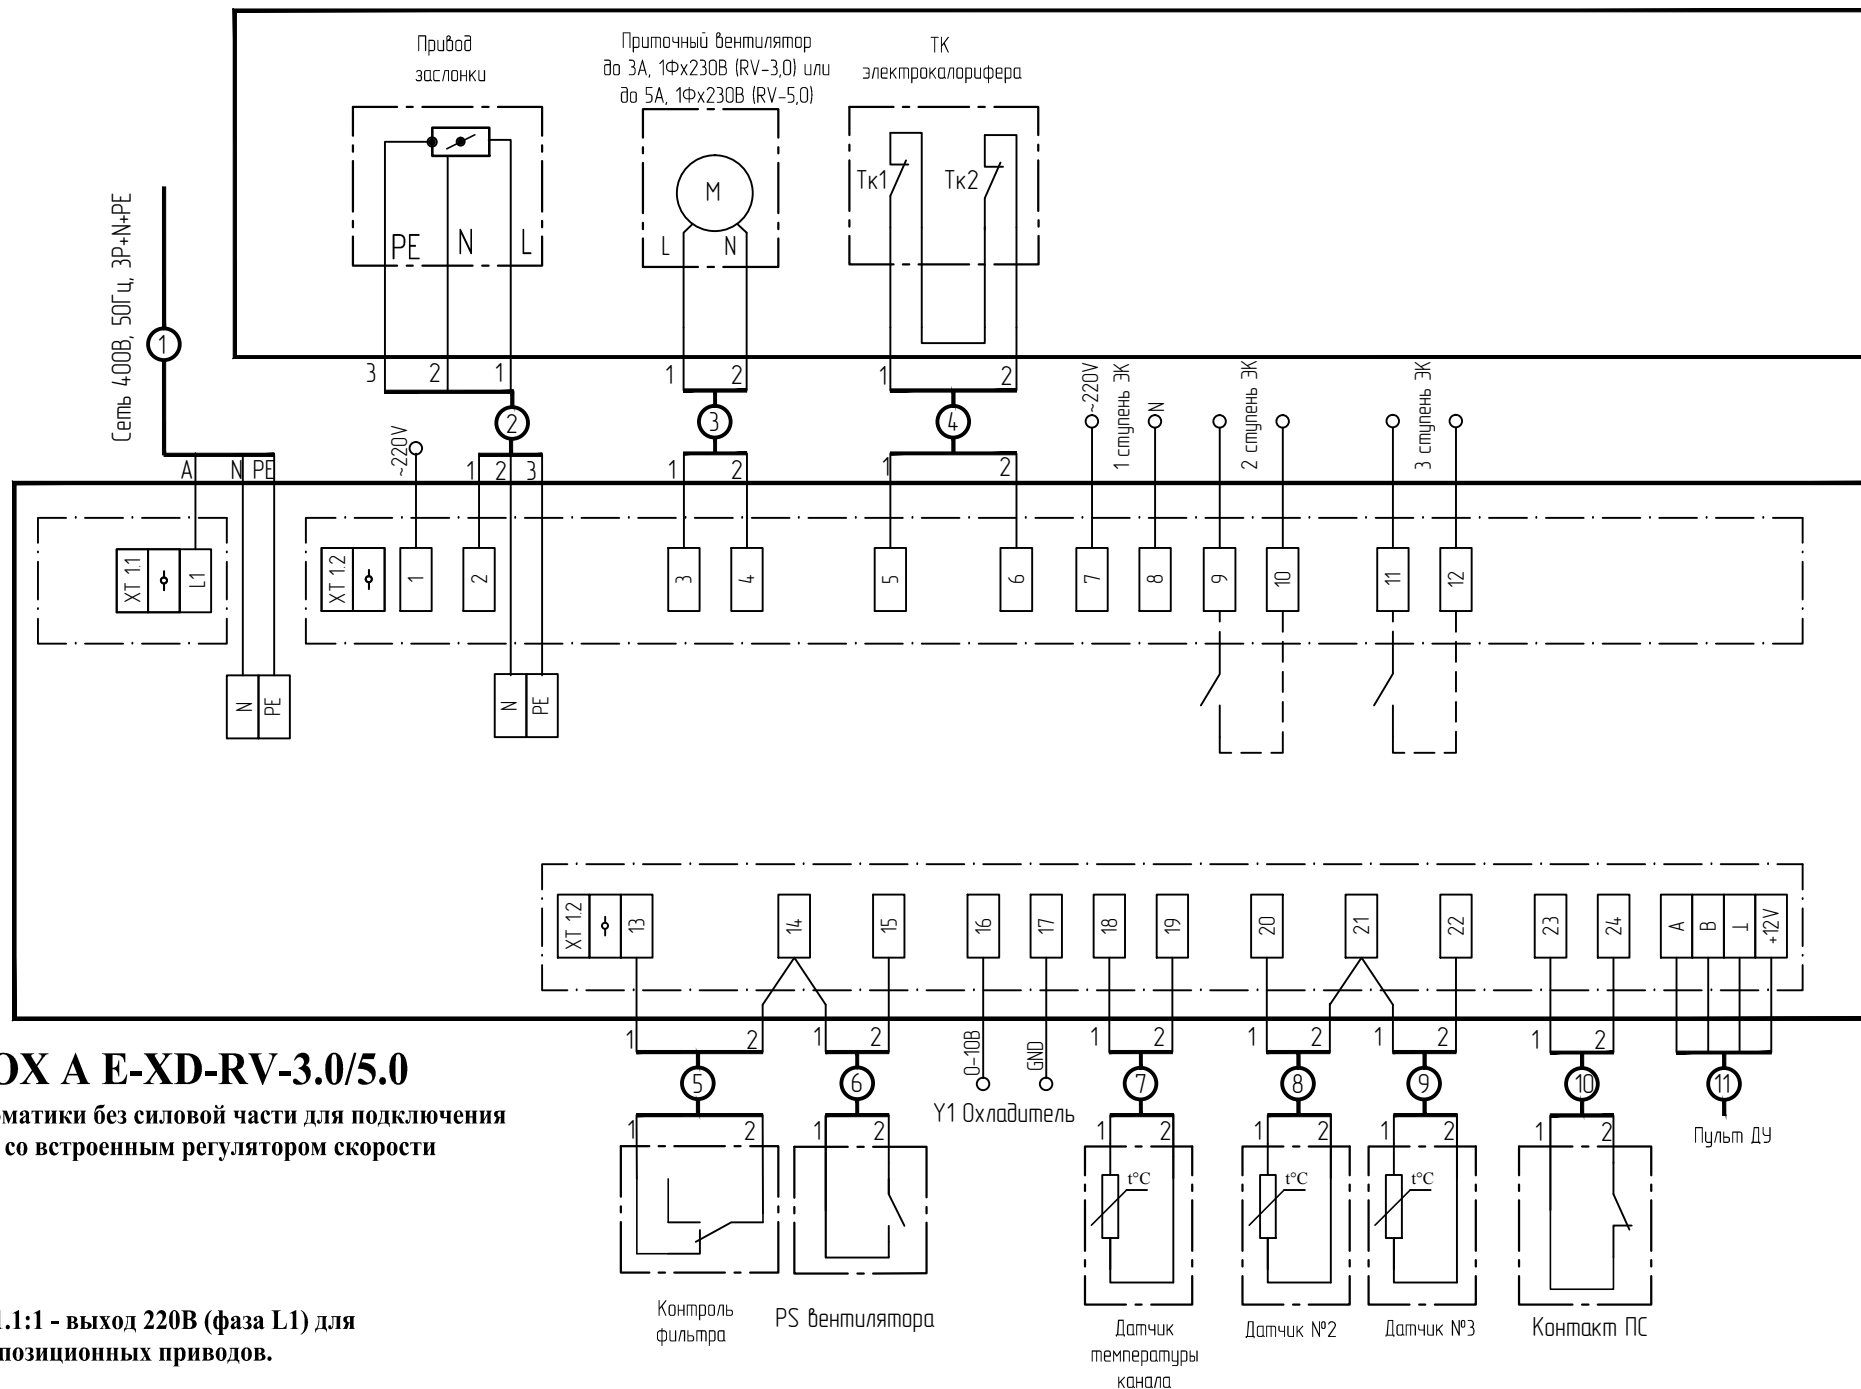 Привод
заслонки
Приточный вентилятор
до 3А, 1Фх230В (RV-3,0) или
до 5А, 1Фх230В (RV-5,0)
ТК
электрокалорифера
Тк1
Тк2
M
PE N L
L N
Сеть 400В, 50Гц, 3P+N+PE
1
3 2 1
1 2
1 2
2
3
4
~220V
~220V
1 ступень ЭК
N
2 ступень ЭК
3 ступень ЭК
A N PE
1 2 3
1 2
1 2
XT 1.1
L1
XT 1.2
1
2
3
4
5
6
7
8
9
10
11
12
N
PE
N
PE
XT 1.2
13
14
15
16
17
18
19
20
21
22
23
24
A
B
⊥
+12V
1 2
1 2
0-10В
GND
1 2
1 2
1 2
1 2
5
6
7
8
9
10
11
OX A E-XD-RV-3.0/5.0
оматики без силовой части для подключения
со встроенным регулятором скорости
Y1 Охладитель
Пульт ДУ
1 2
1 2
1 2
1 2
1 2
1 2
t°C
t°C
t°C
Контроль
фильтра
PS вентилятора
Датчик
температуры
канала
Датчик №2
Датчик №3
Контакт ПС
1.1:1 - выход 220В (фаза L1) для
позиционных приводов.